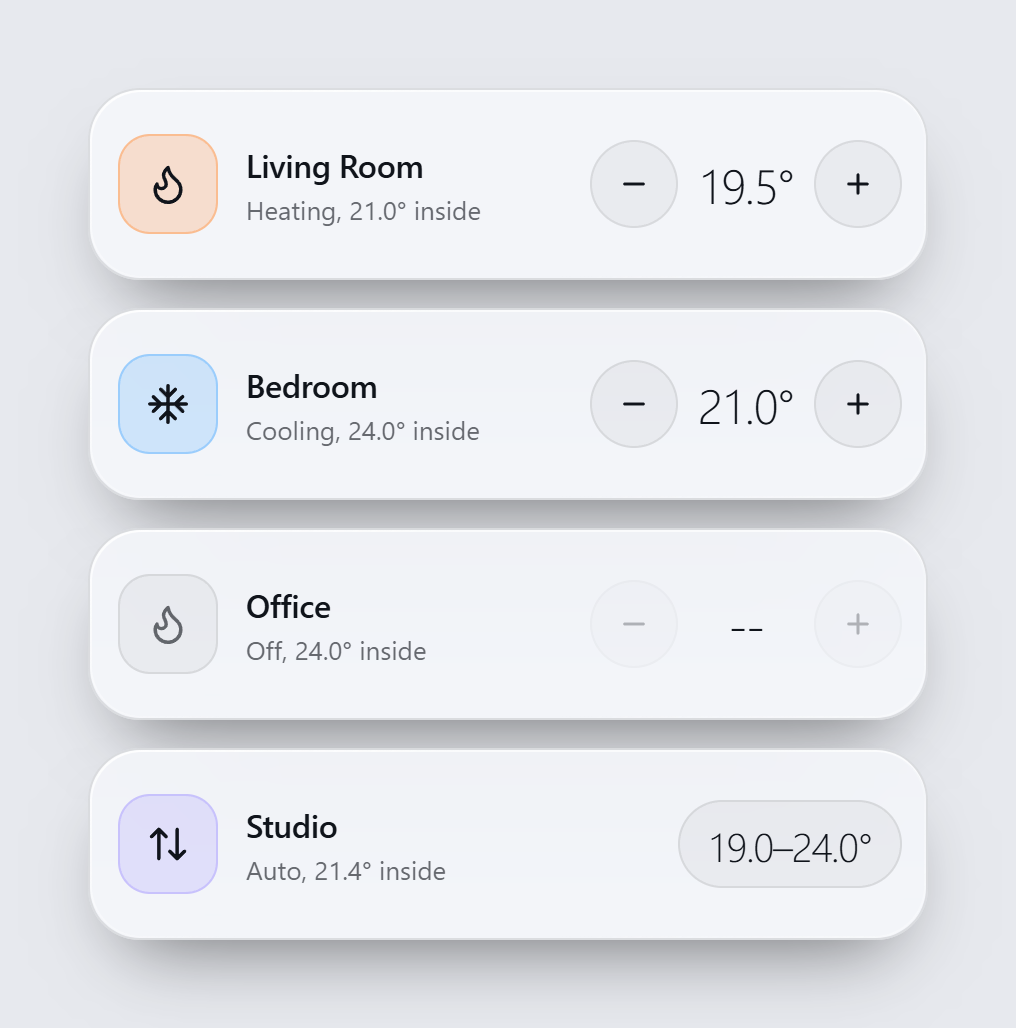 Living Room
Heating, 21.0° inside
− 19.5° +
Bedroom
Cooling, 24.0° inside
− 21.0° +
Office
Off, 24.0° inside
− -- +
Studio
Auto, 21.4° inside
19.0–24.0°